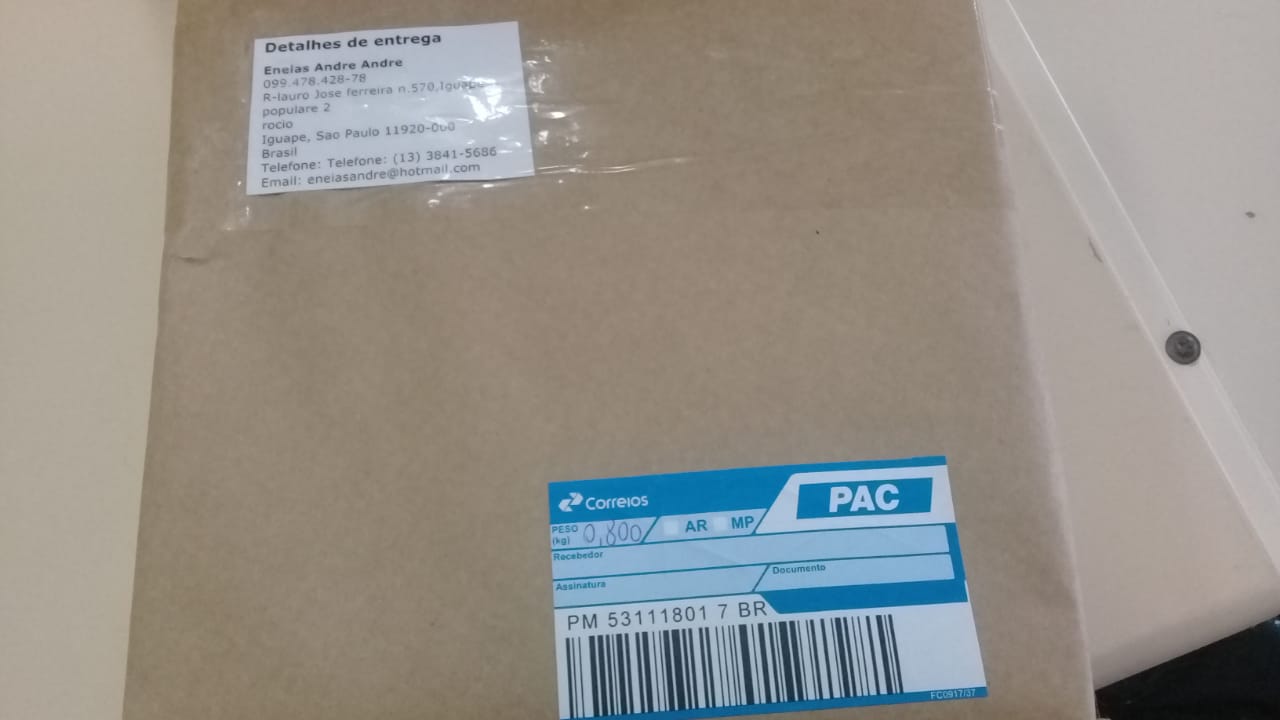 Detalhes de entrega
Eneias Andre Andre
099.478.428-78
R-lauro Jose ferreira n.570,Iguape
populare 2
rocio
Iguape, Sao Paulo 11920-000
Brasil
Telefone: Telefone: (13) 3841-5686
Email: eneiasandre@hotmail.com
Correios
PAC
PESO
(kg) 0,800
AR MP
Recebedor
Assinatura
Documento
PM 53111801 7 BR
FC0917/37